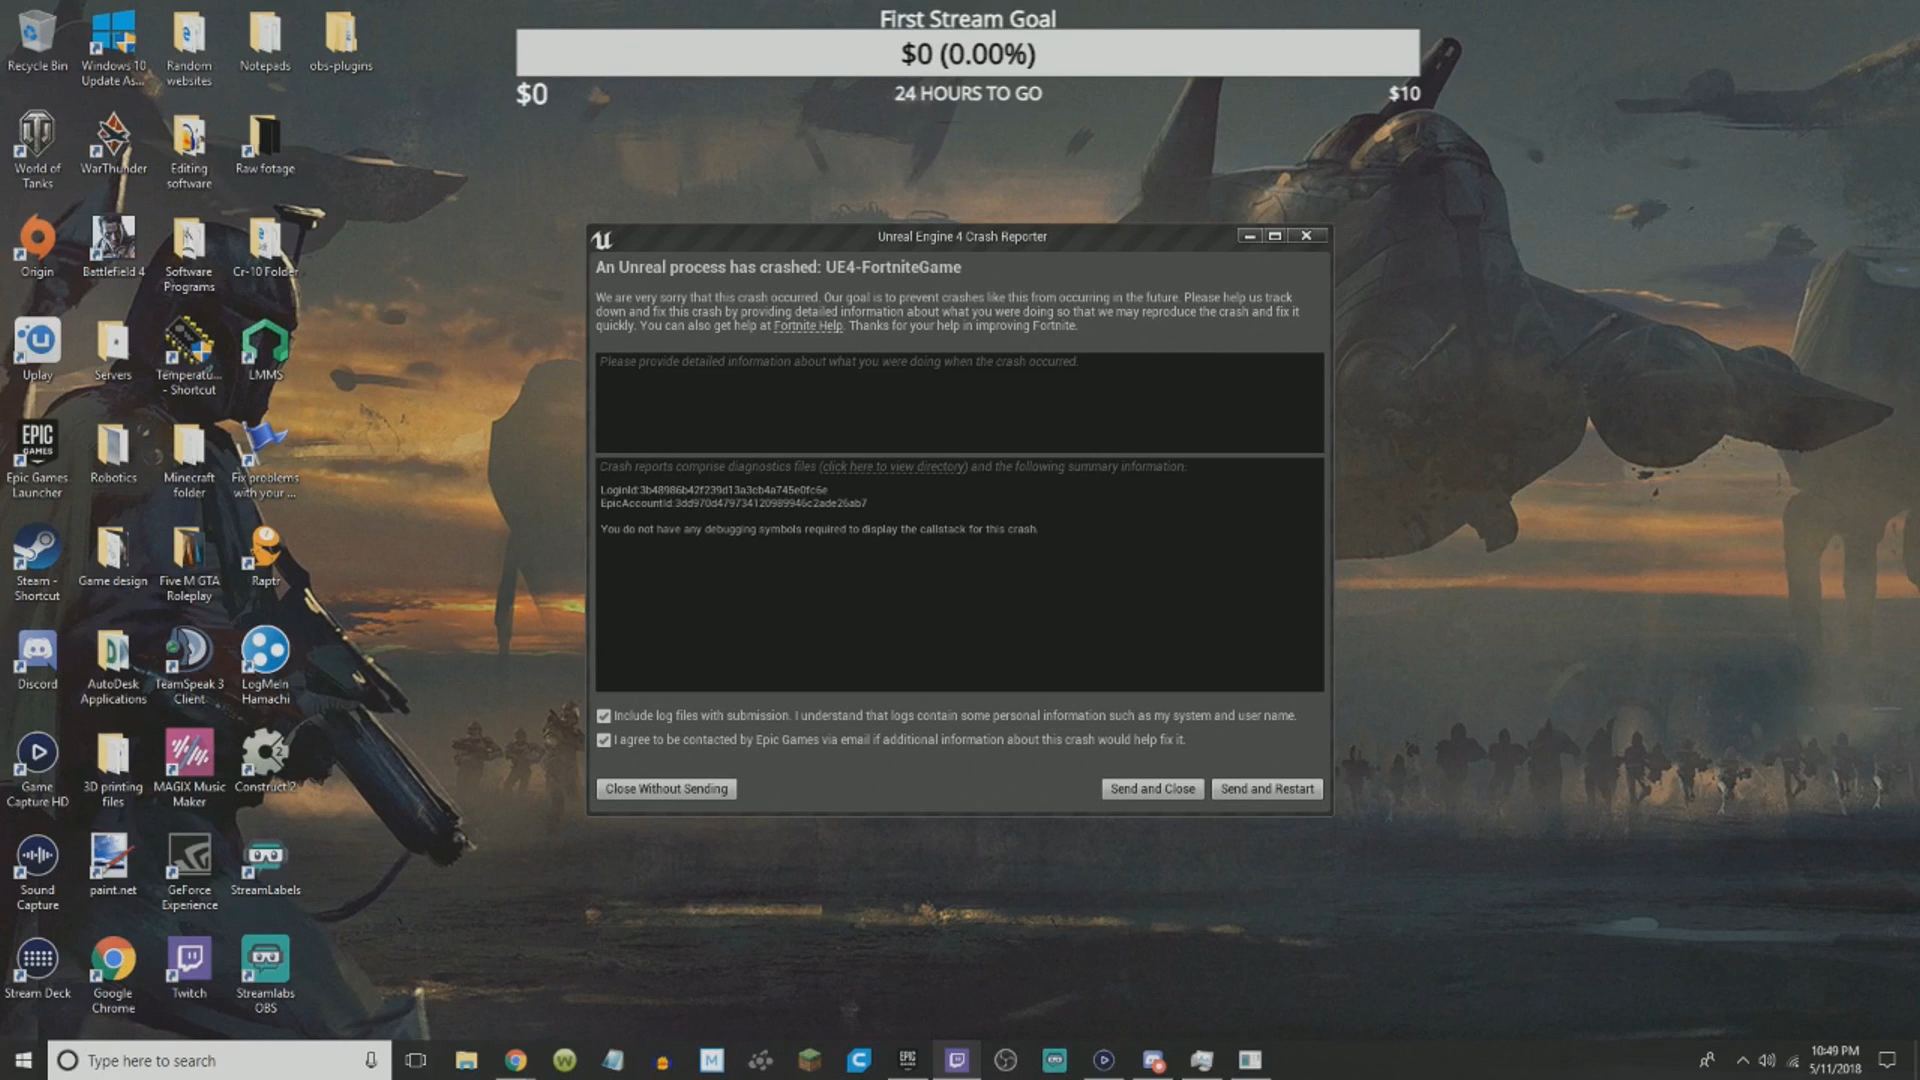 First Stream Goal
$0 (0.00%)
$0
24 HOURS TO GO
$10
Recycle Bin
Windows 10
Update As...
Random
websites
Notepads
obs-plugins
World of
Tanks
WarThunder
Editing
software
Raw fotage
Origin
Battlefield 4
Software
Programs
Cr-10 Folder
Uplay
Servers
Temperatu...
- Shortcut
LMMS
EPIC
GAMES
Epic Games
Launcher
Robotics
Minecraft
folder
Fix problems
with your ...
Steam -
Shortcut
Game design
Five M GTA
Roleplay
Raptr
Discord
AutoDesk
Applications
TeamSpeak 3
Client
LogMeIn
Hamachi
Game
Capture HD
3D printing
files
MAGIX Music
Maker
Construct 2
Sound
Capture
paint.net
GeForce
Experience
StreamLabels
Stream Deck
Google
Chrome
Twitch
Streamlabs
OBS
Unreal Engine 4 Crash Reporter
An Unreal process has crashed: UE4-FortniteGame
We are very sorry that this crash occurred. Our goal is to prevent crashes like this from occurring in the future. Please help us track
down and fix this crash by providing detailed information about what you were doing so that we may reproduce the crash and fix it
quickly. You can also get help at Fortnite Help. Thanks for your help in improving Fortnite.
Please provide detailed information about what you were doing when the crash occurred.
Crash reports comprise diagnostics files (click here to view directory) and the following summary information:
LoginId:3b48986b42f239d13a3cb4a745e0fc6e
EpicAccountId:3dd970d479734120989946c2ade26ab7
You do not have any debugging symbols required to display the callstack for this crash.
Include log files with submission. I understand that logs contain some personal information such as my system and user name.
I agree to be contacted by Epic Games via email if additional information about this crash would help fix it.
Close Without Sending
Send and Close
Send and Restart
Type here to search
EPIC
10:49 PM
5/11/2018